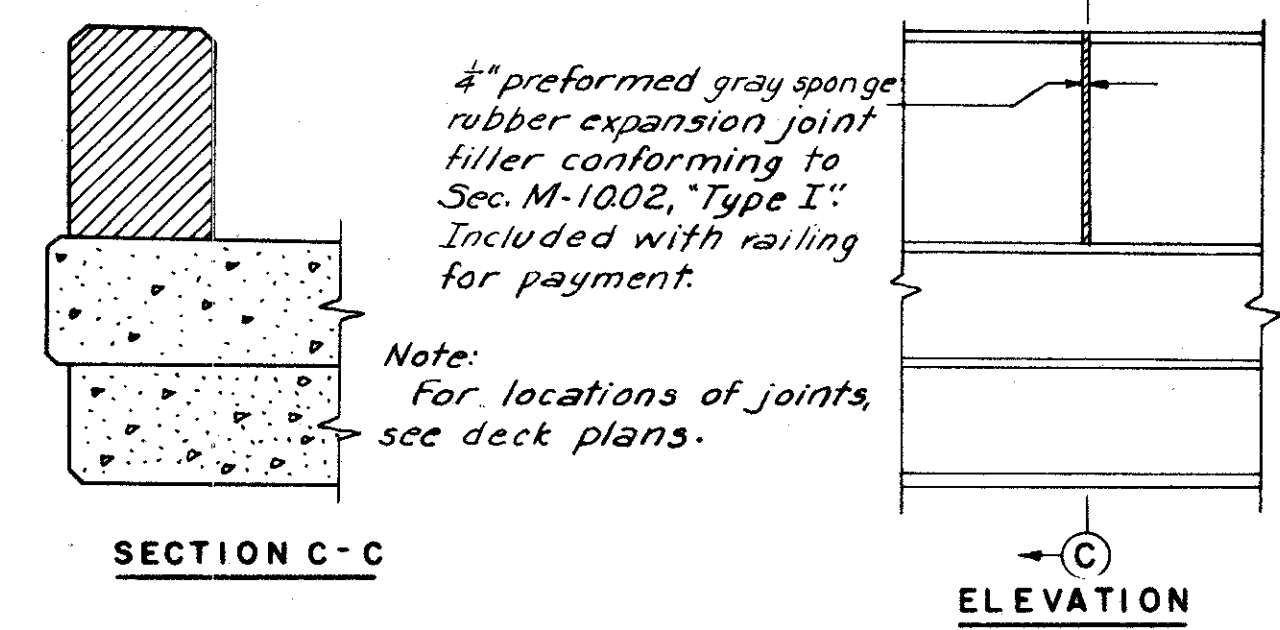 ¼" preformed gray sponge
rubber expansion joint
filler conforming to
Sec. M-10.02, "Type I".
Included with railing
for payment.
Note:
For locations of joints,
see deck plans.
SECTION C-C
C
ELEVATION